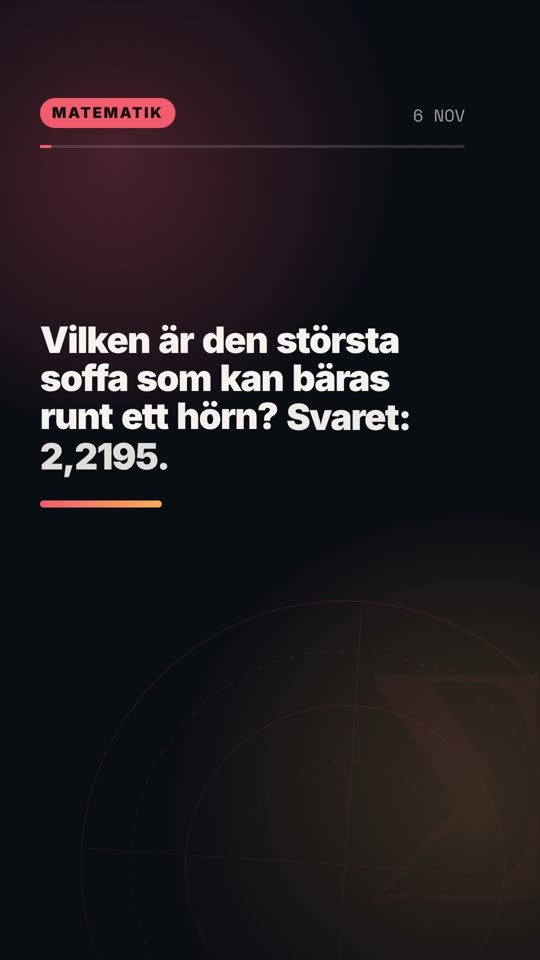 MATEMATIK
6 NOV
Vilken är den största
soffa som kan bäras
runt ett hörn? Svaret:
2,2195.
Σ